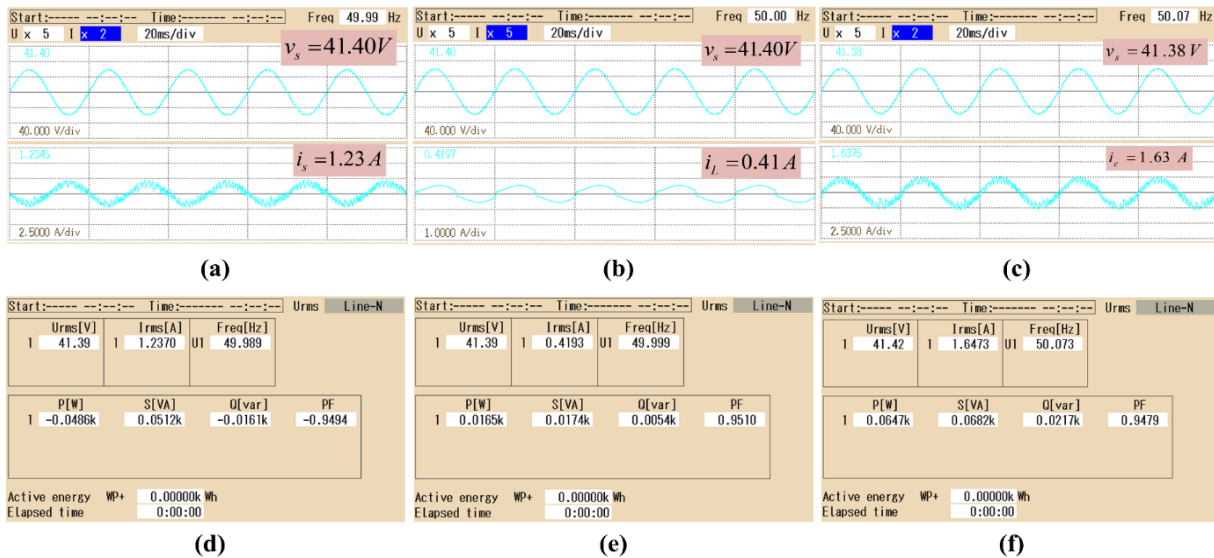 Start:----- --:--:-- Time:------- --:--:-- Freq 49.99 Hz
U x 5 I x 2 20ms/div
41.40
v_s = 41.40V
40.000 V/div
1.2345
i_s = 1.23 A
2.5000 A/div
(a)
Start:----- --:--:-- Time:------- --:--:-- Freq 50.00 Hz
U x 5 I x 5 20ms/div
41.40
v_s = 41.40V
40.000 V/div
0.4197
i_L = 0.41 A
1.0000 A/div
(b)
Start:----- --:--:-- Time:------- --:--:-- Freq 50.07 Hz
U x 5 I x 2 20ms/div
41.38
v_s = 41.38 V
40.000 V/div
1.6375
i_c = 1.63 A
2.5000 A/div
(c)
Start:----- --:--:-- Time:------- --:--:-- Urms Line-N
Urms[V] Irms[A] Freq[Hz]
1 41.39 1 1.2370 U1 49.989
P[W] S[VA] Q[var] PF
1 -0.0486k 0.0512k -0.0161k -0.9494
Active energy WP+ 0.00000k Wh
Elapsed time 0:00:00
(d)
Start:----- --:--:-- Time:------- --:--:-- Urms Line-N
Urms[V] Irms[A] Freq[Hz]
1 41.39 1 0.4193 U1 49.999
P[W] S[VA] Q[var] PF
1 0.0165k 0.0174k 0.0054k 0.9510
Active energy WP+ 0.00000k Wh
Elapsed time 0:00:00
(e)
Start:----- --:--:-- Time:------- --:--:-- Urms Line-N
Urms[V] Irms[A] Freq[Hz]
1 41.42 1 1.6473 U1 50.073
P[W] S[VA] Q[var] PF
1 0.0647k 0.0682k 0.0217k 0.9479
Active energy WP+ 0.00000k Wh
Elapsed time 0:00:00
(f)